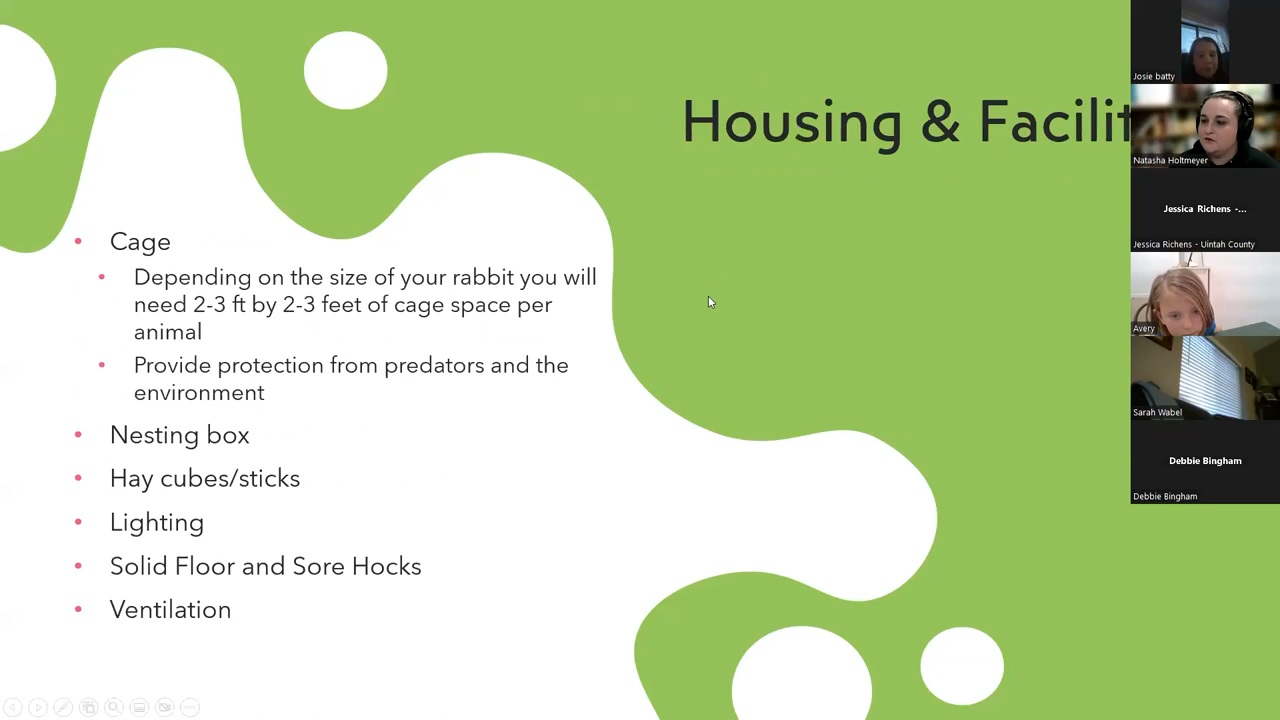 Housing & Facilit
• Cage
• Depending on the size of your rabbit you will
need 2-3 ft by 2-3 feet of cage space per
animal
• Provide protection from predators and the
environment
• Nesting box
• Hay cubes/sticks
• Lighting
• Solid Floor and Sore Hocks
• Ventilation
Josie batty
Natasha Holtmeyer
Jessica Richens -...
Jessica Richens - Uintah County
Avery
Sarah Wabel
Debbie Bingham
Debbie Bingham